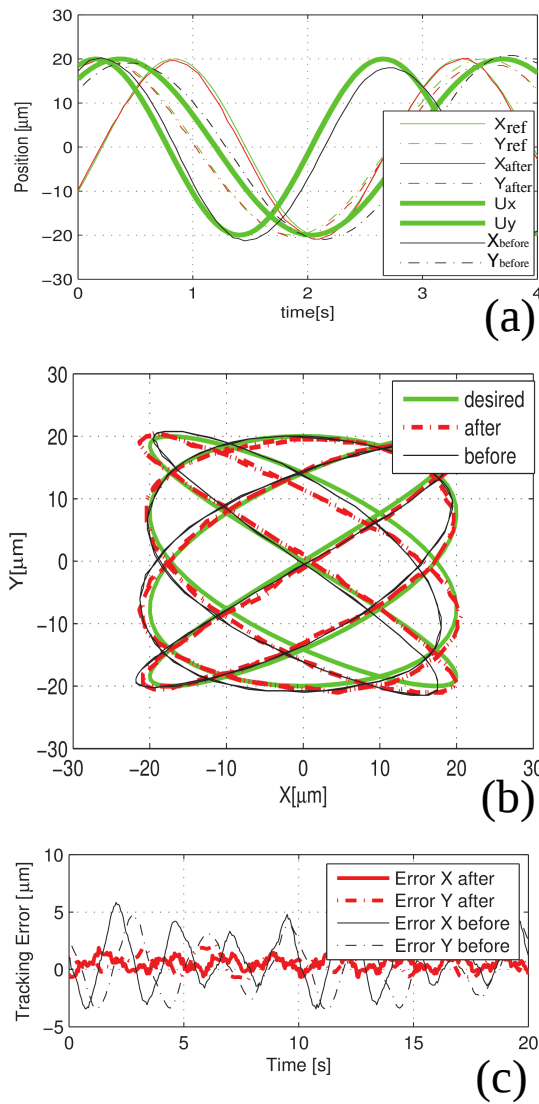 30
20
10
0
−10
−20
−30
Position [µm]
0 1 2 3 4
time[s]
Xref
Yref
Xafter
Yafter
Ux
Uy
Xbefore
Ybefore
(a)
30
20
10
0
−10
−20
−30
Y[µm]
−30 −20 −10 0 10 20 30
X[µm]
desired
after
before
(b)
10
5
0
−5
Tracking Error [µm]
0 5 10 15 20
Time [s]
Error X after
Error Y after
Error X before
Error Y before
(c)